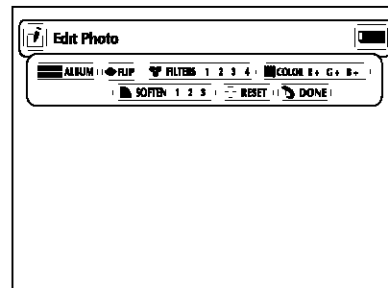 Edit Photo
ALBUM FLIP FILTERS 1 2 3 4 COLOR R+ G+ B+
SOFTEN 1 2 3 RESET DONE